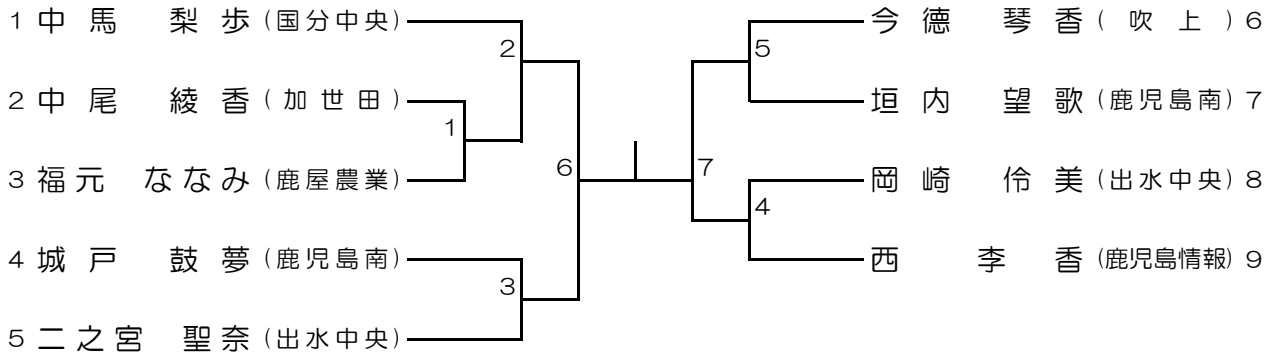 1 中馬 梨歩 (国分中央)
2 中尾 綾香 (加世田)
3 福元 ななみ (鹿屋農業)
4 城戸 鼓夢 (鹿児島南)
5 二之宮 聖奈 (出水中央)
2
1
3
6
7
5
4
今德 琴香 (吹上) 6
垣内 望歌 (鹿児島南) 7
岡崎 伶美 (出水中央) 8
西 李香 (鹿児島情報) 9